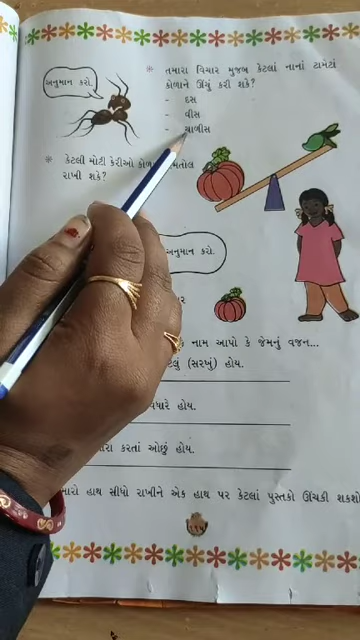 અનુમાન કરો.
* તમારા વિચાર મુજબ કેટલાં નાનાં ટામેટાં
કોળાને ઊંચું કરી શકે?
- દસ
- વીસ
- ચાળીસ
* કેટલી મોટી કેરીઓ
રાખી શકે?
અનુમાન કરો.
નામ આપો કે જેમનું વજન...
(સરખું) હોય.
હોય.
કરતાં ઓછું હોય.
હાથ સીધો રાખીને એક હાથ પર કેટલાં પુસ્તકો ઊંચકી શકશો